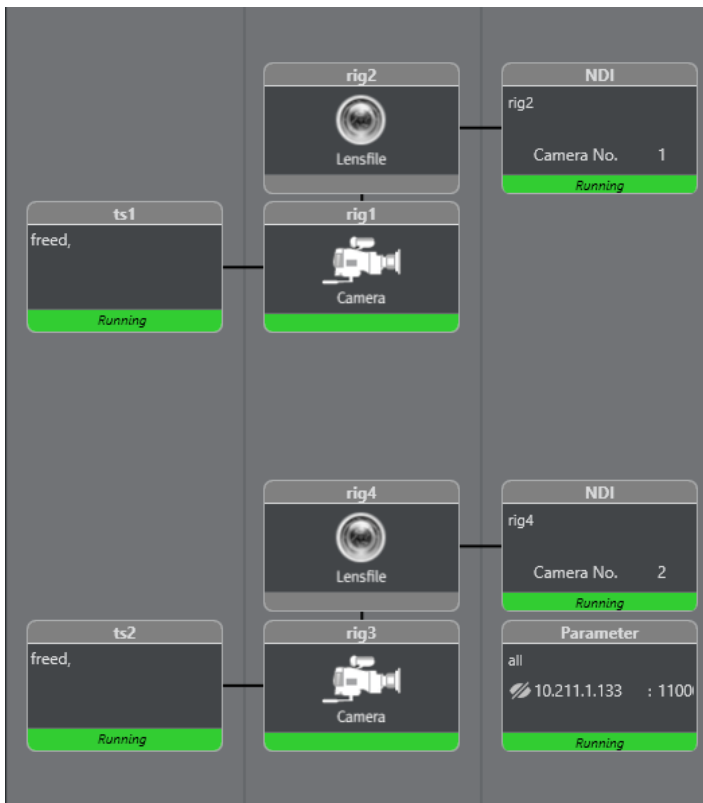 rig2
Lensfile
NDI
rig2
Camera No. 1
Running
ts1
freed,
Running
rig1
Camera
rig4
Lensfile
NDI
rig4
Camera No. 2
Running
ts2
freed,
Running
rig3
Camera
Parameter
all
10.211.1.133 : 1100
Running